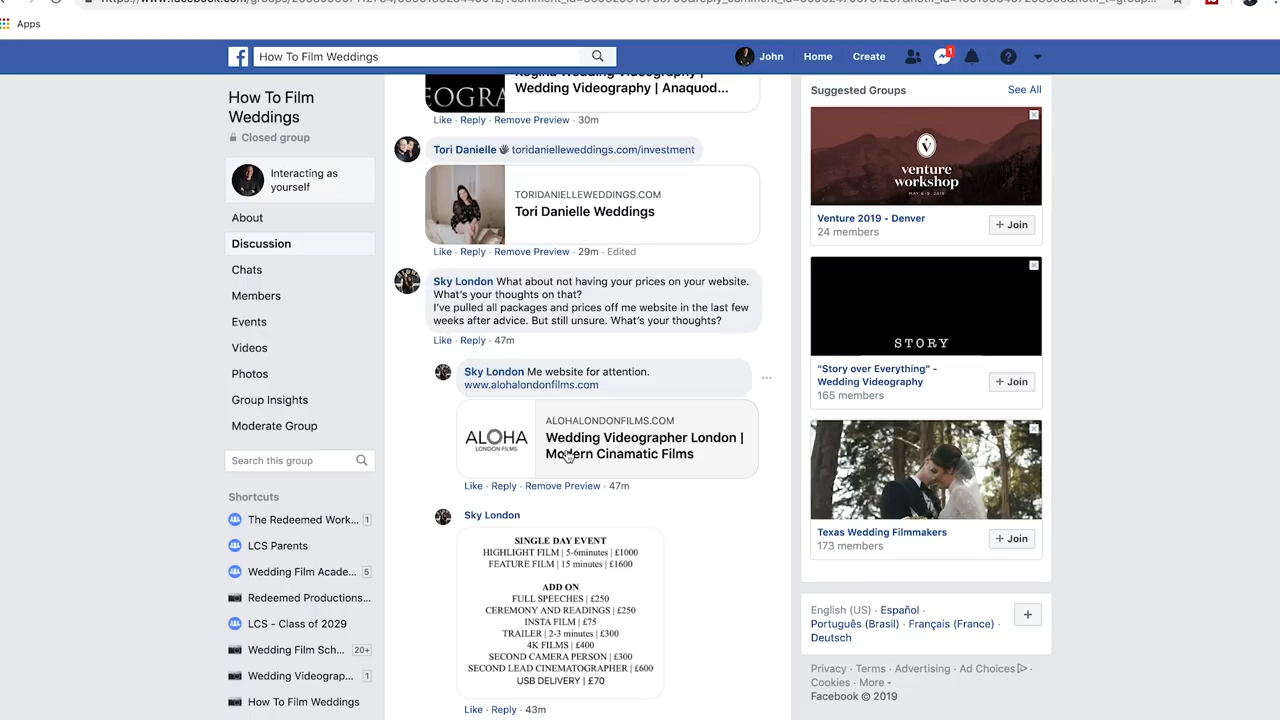 Apps
How To Film Weddings
John
Home
Create
1
How To Film
Weddings
Closed group
Interacting as
yourself
About
Discussion
Chats
Members
Events
Videos
Photos
Group Insights
Moderate Group
Search this group
Shortcuts
The Redeemed Work... 1
LCS Parents
Wedding Film Acade... 5
Redeemed Productions...
LCS - Class of 2029
Wedding Film Sch... 20+
Wedding Videograp... 1
How To Film Weddings
Wedding Videography | Anaquod...
Like · Reply · Remove Preview · 30m
Tori Danielle toridanielleweddings.com/investment
TORIDANIELLEWEDDINGS.COM
Tori Danielle Weddings
Like · Reply · Remove Preview · 29m · Edited
Sky London What about not having your prices on your website.
What's your thoughts on that?
I've pulled all packages and prices off me website in the last few
weeks after advice. But still unsure. What's your thoughts?
Like · Reply · 47m
Sky London Me website for attention.
www.alohalondonfilms.com
ALOHA
LONDON FILMS
ALOHALONDONFILMS.COM
Wedding Videographer London |
Modern Cinamatic Films
Like · Reply · Remove Preview · 47m
Sky London
SINGLE DAY EVENT
HIGHLIGHT FILM | 5-6minutes | £1000
FEATURE FILM | 15 minutes | £1600
ADD ON
FULL SPEECHES | £250
CEREMONY AND READINGS | £250
INSTA FILM | £75
TRAILER | 2-3 minutes | £300
4K FILMS | £400
SECOND CAMERA PERSON | £300
SECOND LEAD CINEMATOGRAPHER | £600
USB DELIVERY | £70
Like · Reply · 43m
Suggested Groups
See All
venture
workshop
MAY 6-9, 2019
Venture 2019 - Denver
24 members
+ Join
STORY
"Story over Everything" -
Wedding Videography
165 members
+ Join
Texas Wedding Filmmakers
173 members
+ Join
English (US) · Español ·
Português (Brasil) · Français (France) ·
Deutsch
Privacy · Terms · Advertising · Ad Choices ·
Cookies · More
Facebook © 2019